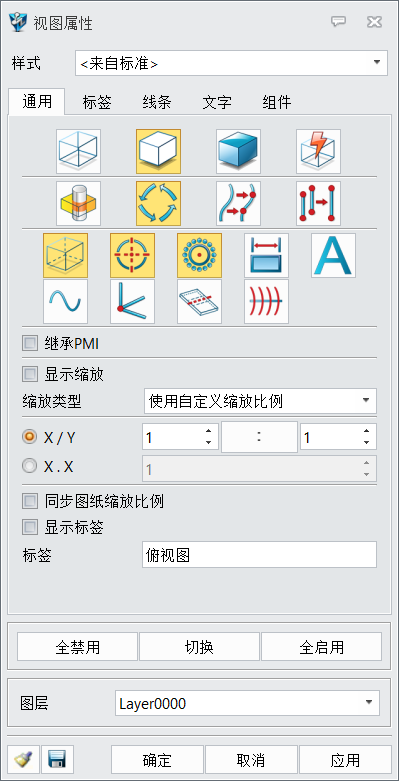 视图属性
样式 <来自标准>
通用 标签 线条 文字 组件
A
继承PMI
显示缩放
缩放类型 使用自定义缩放比例
X / Y 1 : 1
X . X 1
同步图纸缩放比例
显示标签
标签 俯视图
全禁用 切换 全启用
图层 Layer0000
确定 取消 应用